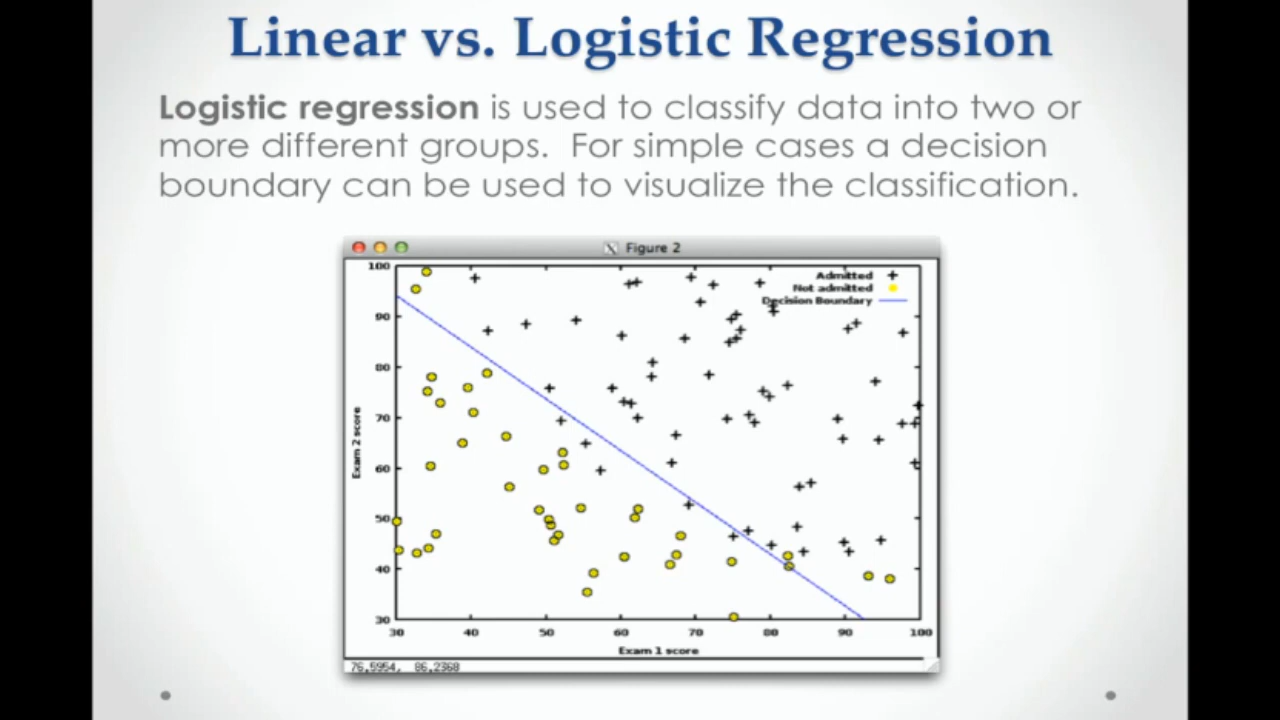 Linear vs. Logistic Regression
Logistic regression is used to classify data into two or
more different groups.  For simple cases a decision
boundary can be used to visualize the classification.
X Figure 2
Admitted
Not admitted
Decision Boundary
100
90
80
70
60
50
40
30
Exam 2 score
30 40 50 60 70 80 90 100
Exam 1 score
76,5954, 86,2368